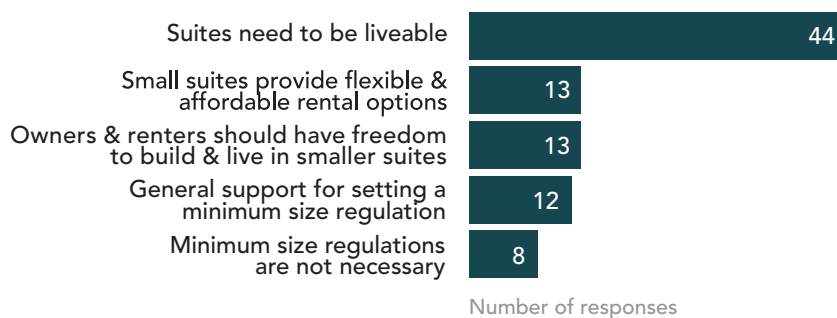 Suites need to be liveable
44
Small suites provide flexible &
affordable rental options
13
Owners & renters should have freedom
to build & live in smaller suites
13
General support for setting a
minimum size regulation
12
Minimum size regulations
are not necessary
8
Number of responses